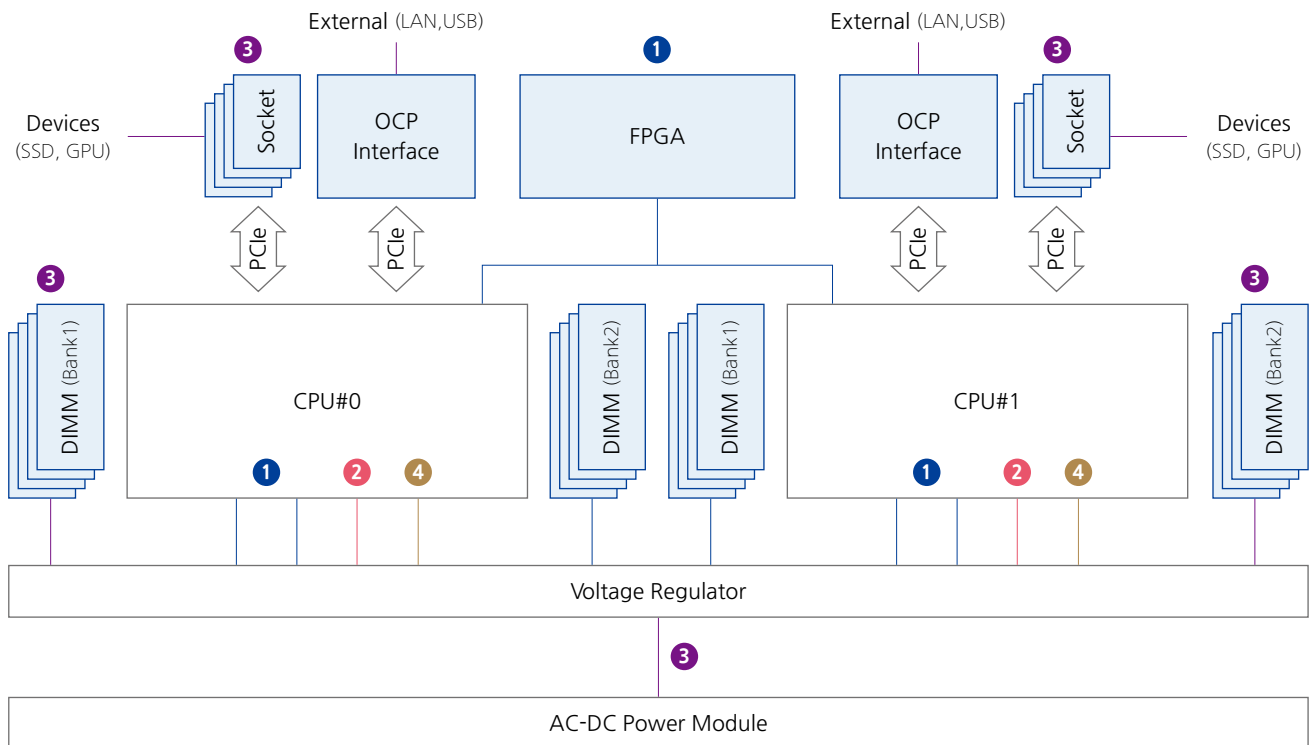 External (LAN,USB)
External (LAN,USB)
3
1
3
Devices
(SSD, GPU)
Socket
OCP
Interface
FPGA
OCP
Interface
Socket
Devices
(SSD, GPU)
PCIe
PCIe
PCIe
PCIe
3
3
DIMM (Bank1)
CPU#0
DIMM (Bank2)
DIMM (Bank1)
CPU#1
DIMM (Bank2)
1
2
4
1
2
4
Voltage Regulator
3
AC-DC Power Module